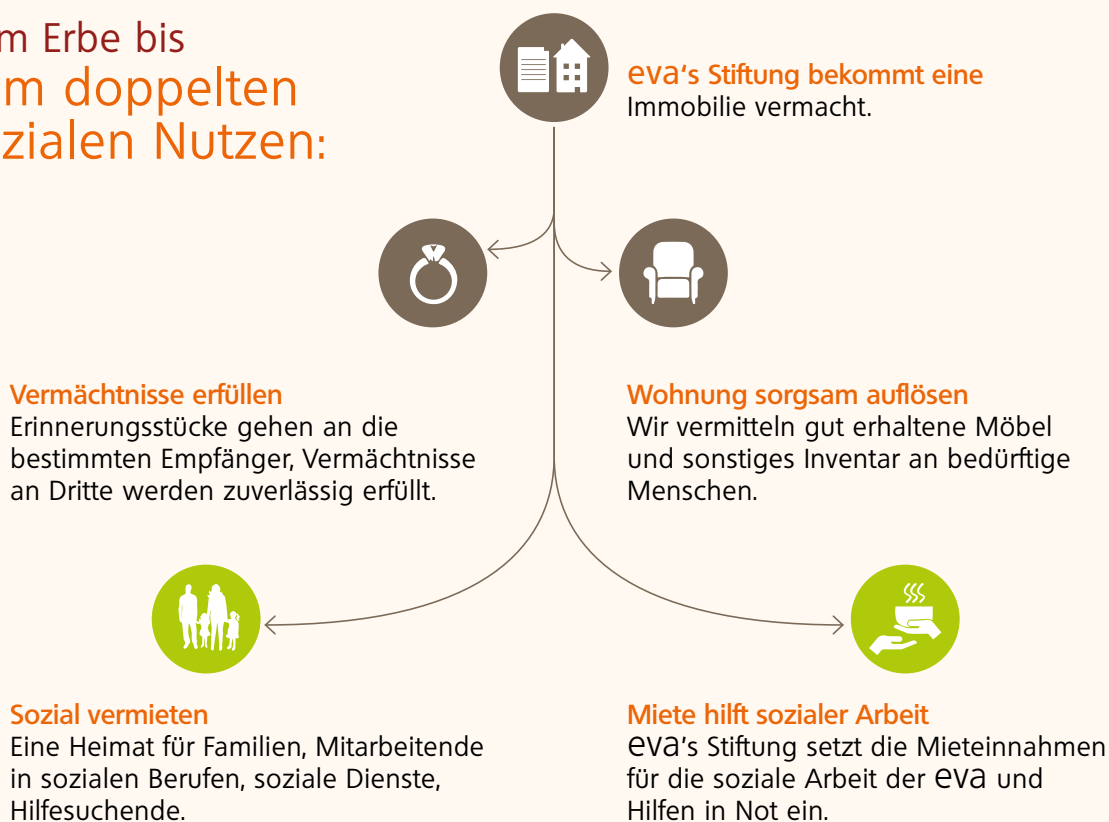 m Erbe bis
m doppelten
zialen Nutzen:
eva's Stiftung bekommt eine
Immobilie vermacht.
Vermächtnisse erfüllen
Erinnerungsstücke gehen an die
bestimmten Empfänger, Vermächtnisse
an Dritte werden zuverlässig erfüllt.
Wohnung sorgsam auflösen
Wir vermitteln gut erhaltene Möbel
und sonstiges Inventar an bedürftige
Menschen.
Sozial vermieten
Eine Heimat für Familien, Mitarbeitende
in sozialen Berufen, soziale Dienste,
Hilfesuchende.
Miete hilft sozialer Arbeit
eva's Stiftung setzt die Mieteinnahmen
für die soziale Arbeit der eva und
Hilfen in Not ein.